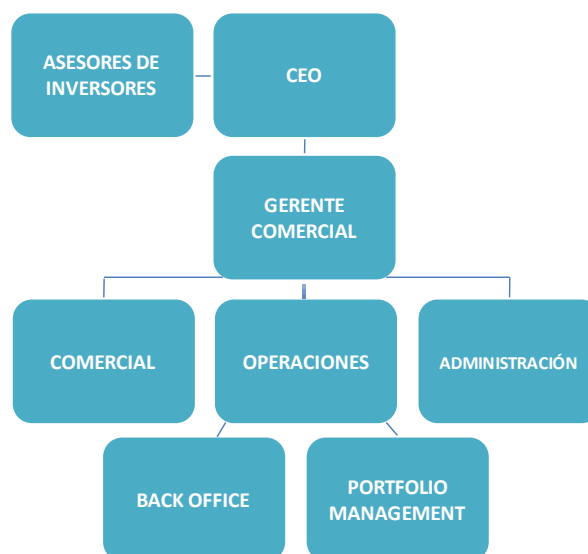 ASESORES DE
INVERSORES
CEO
GERENTE
COMERCIAL
COMERCIAL
OPERACIONES
ADMINISTRACIÓN
BACK OFFICE
PORTFOLIO
MANAGEMENT